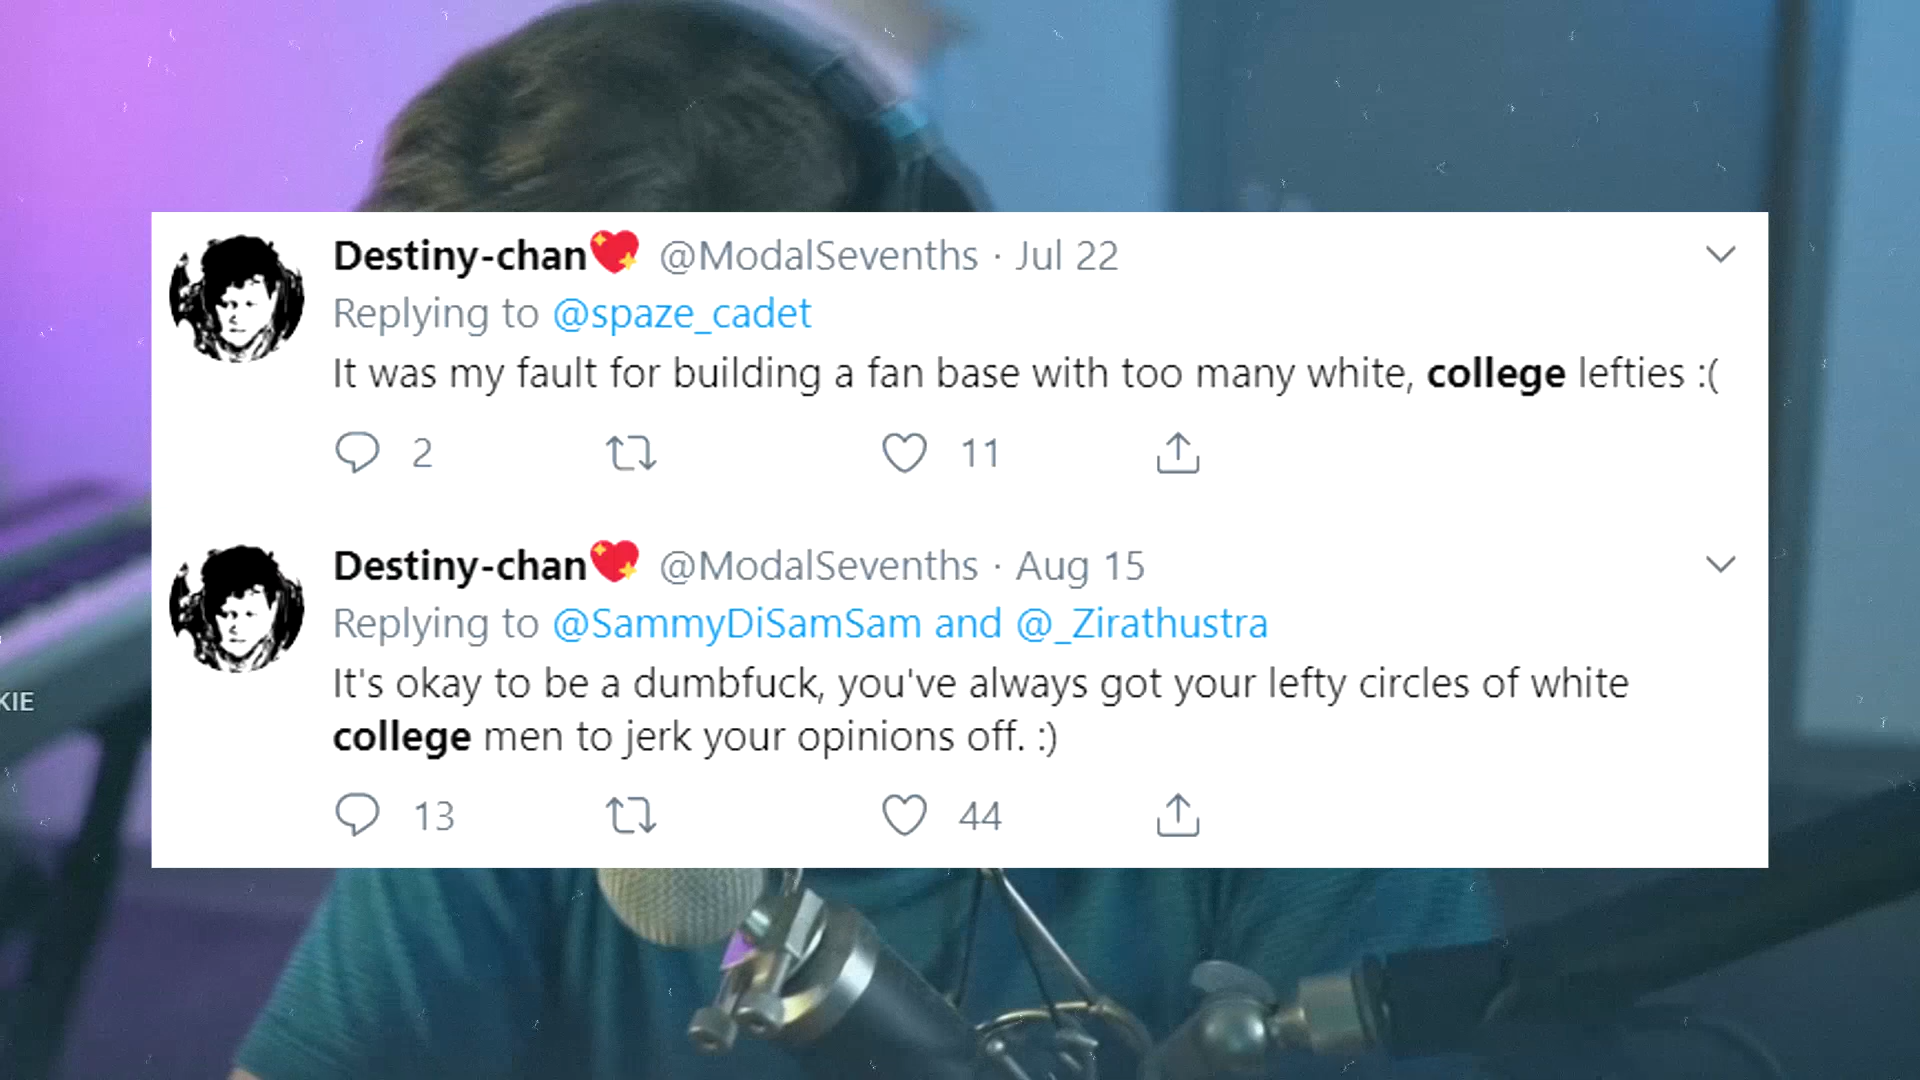 Destiny-chan💖 @ModalSevenths · Jul 22
Replying to @spaze_cadet
It was my fault for building a fan base with too many white, college lefties :(
2 11
Destiny-chan💖 @ModalSevenths · Aug 15
Replying to @SammyDiSamSam and @_Zirathustra
It's okay to be a dumbfuck, you've always got your lefty circles of white
college men to jerk your opinions off. :)
13 44
KIE